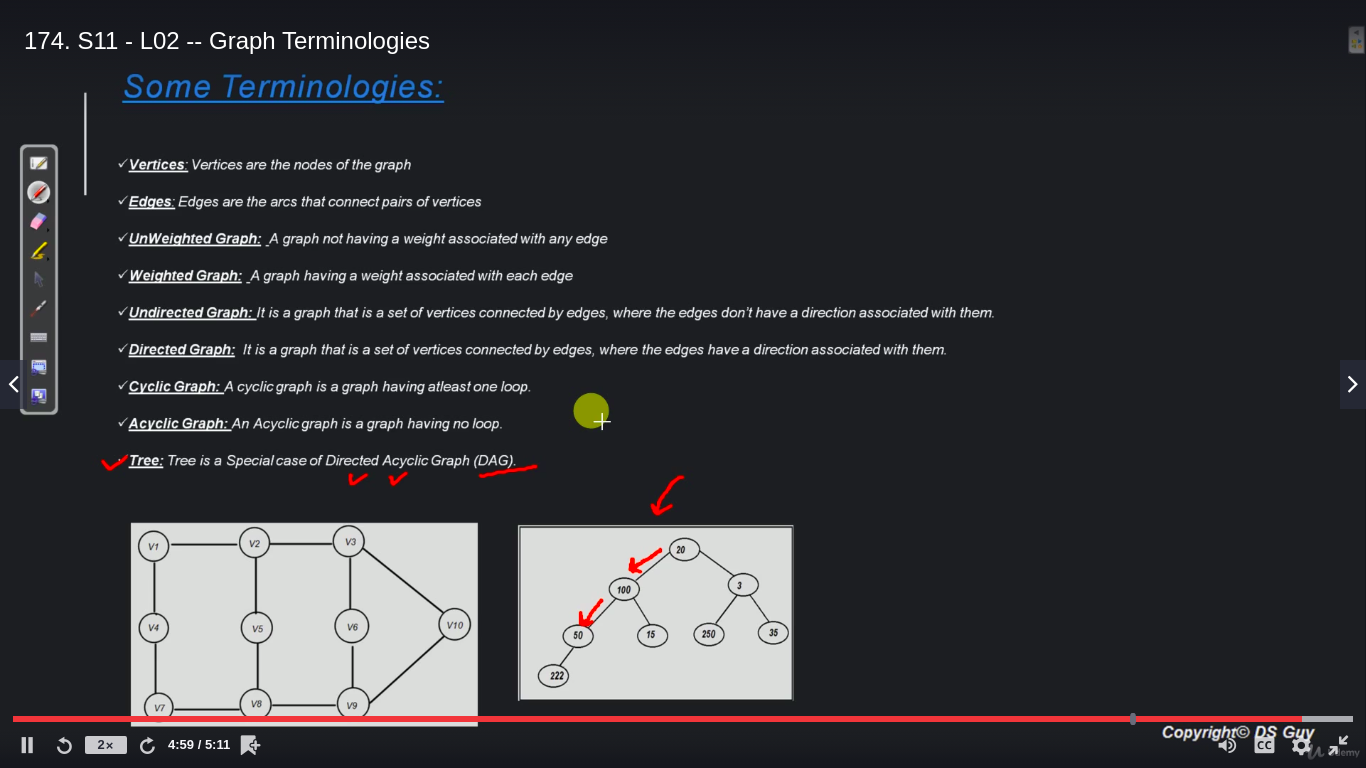 174. S11 - L02 -- Graph Terminologies
Some Terminologies:
✓Vertices: Vertices are the nodes of the graph
✓Edges: Edges are the arcs that connect pairs of vertices
✓UnWeighted Graph: A graph not having a weight associated with any edge
✓Weighted Graph: A graph having a weight associated with each edge
✓Undirected Graph: It is a graph that is a set of vertices connected by edges, where the edges don't have a direction associated with them.
✓Directed Graph: It is a graph that is a set of vertices connected by edges, where the edges have a direction associated with them.
✓Cyclic Graph: A cyclic graph is a graph having atleast one loop.
✓Acyclic Graph: An Acyclic graph is a graph having no loop.
Tree: Tree is a Special case of Directed Acyclic Graph (DAG).
V1 V2 V3
V4 V5 V6 V10
V7 V8 V9
20
100 3
50 15 250 35
222
Copyright© DS Guy
2x 4:59 / 5:11 CC
udemy